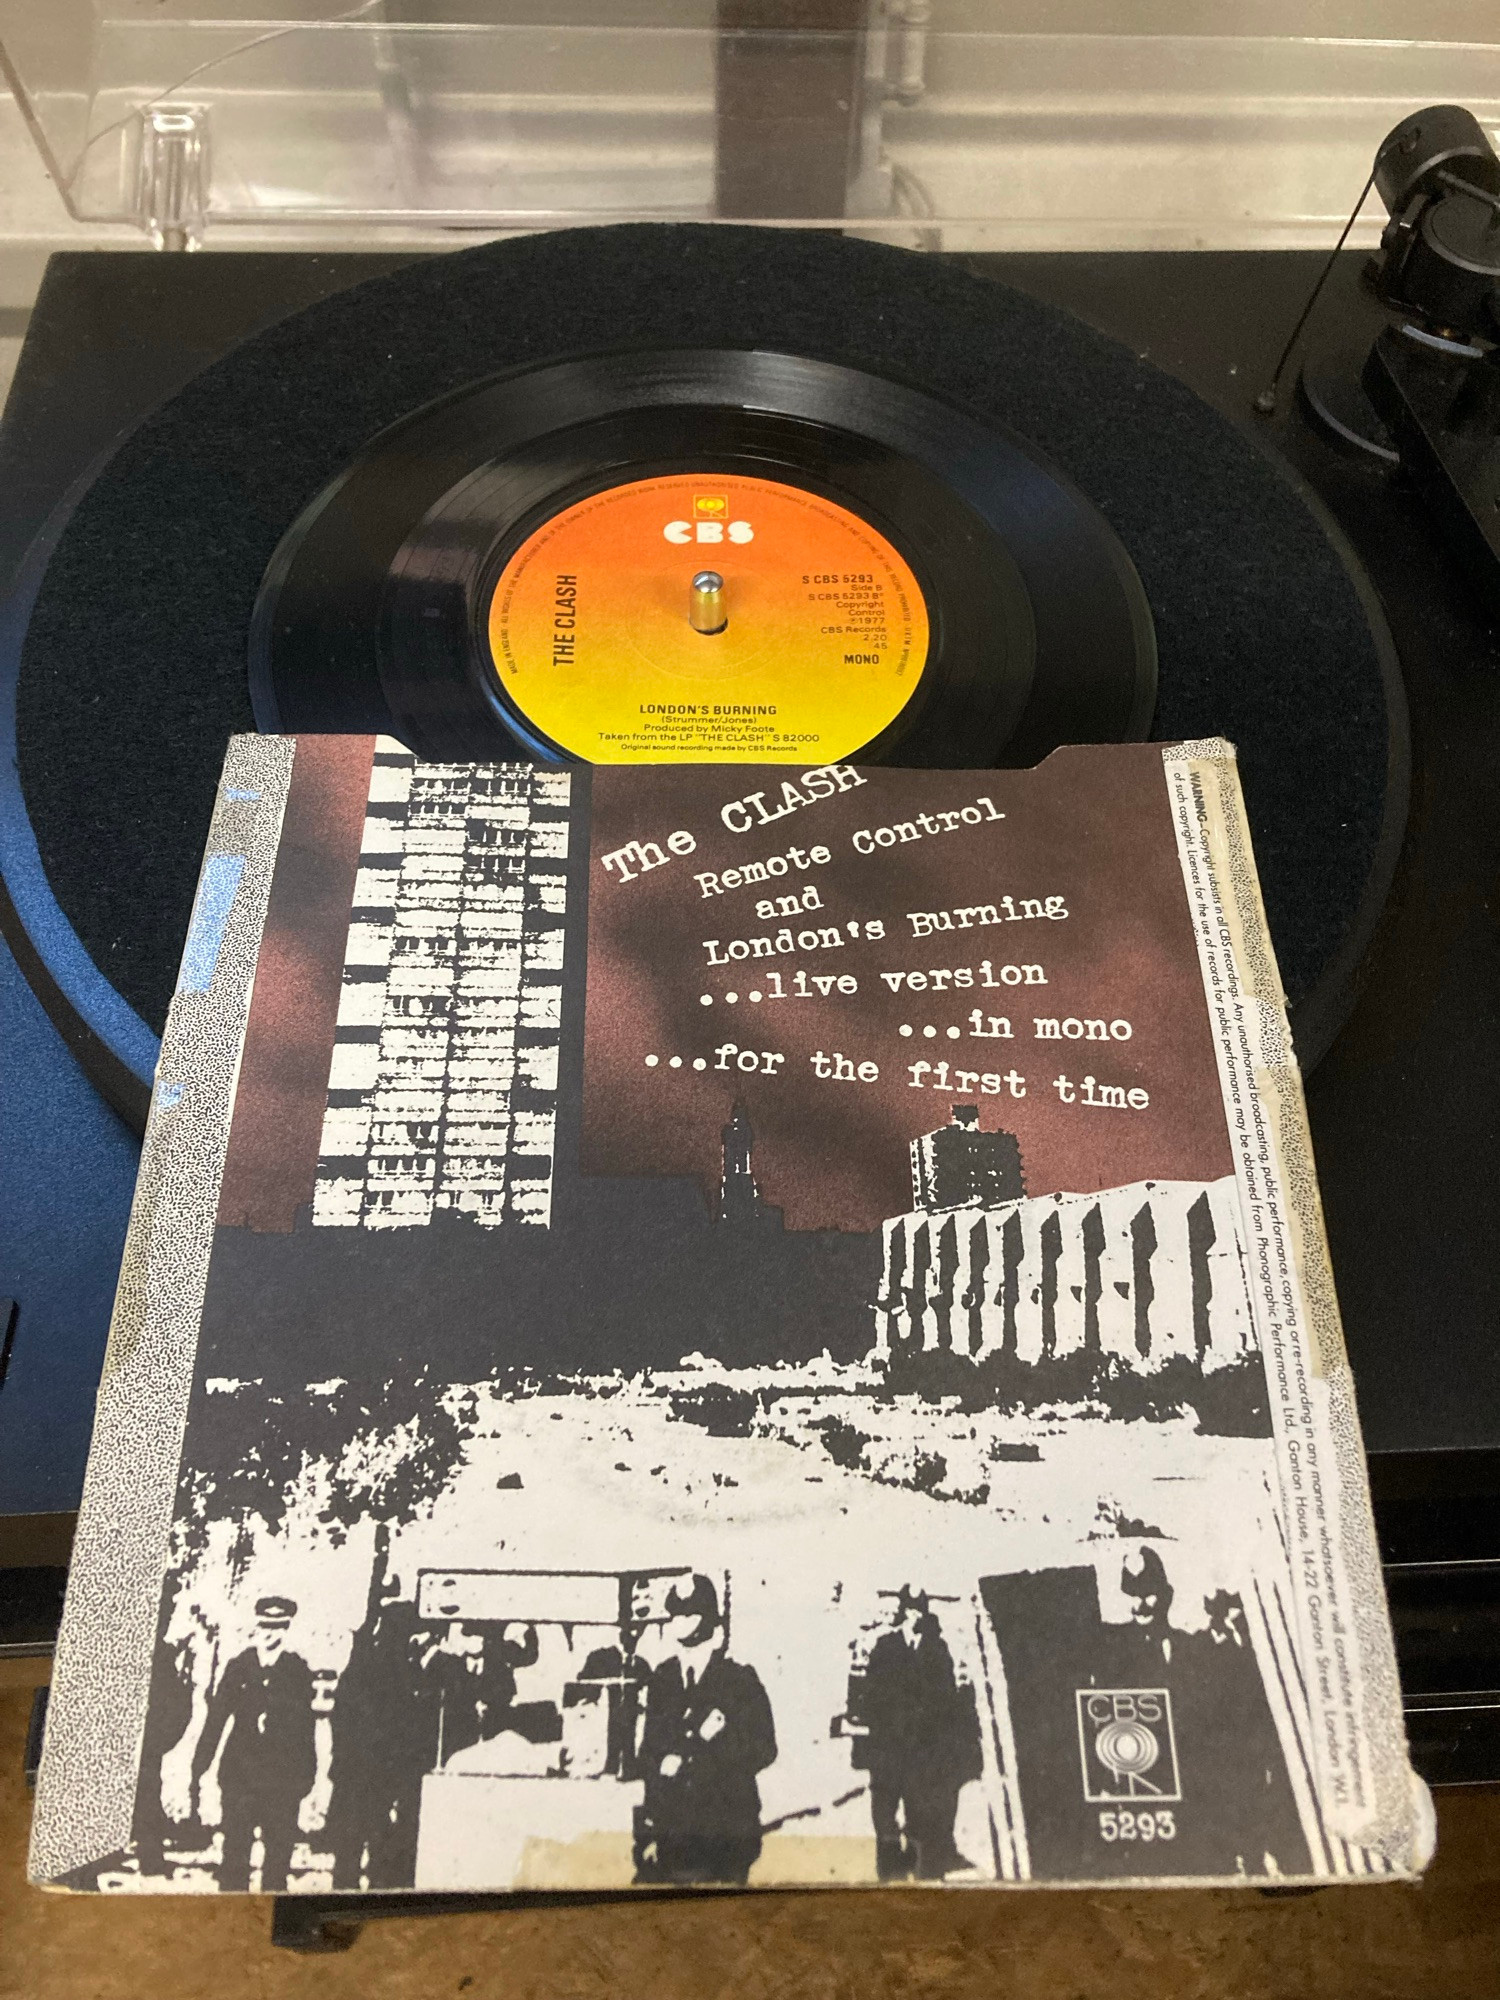 CBS
THE CLASH
S CBS 5293
Side B
S CBS 5293 B*
Copyright
Control
℗1977
CBS Records
2.20
45
MONO
LONDON'S BURNING
(Strummer/Jones)
Produced by Micky Foote
Taken from the LP "THE CLASH" S 82000
Original sound recording made by CBS Records
The CLASH
Remote Control
and
London's Burning
...live version
...in mono
...for the first time
WARNING—Copyright subsists in all CBS recordings. Any unauthorised broadcasting, public performance, copying or re-recording in any manner whatsoever will constitute infringement
of such copyright. Licences for the use of records for public performance may be obtained from Phonographic Performance Ltd., Ganton House, 14-22 Ganton Street, London W.1.
CBS
5293